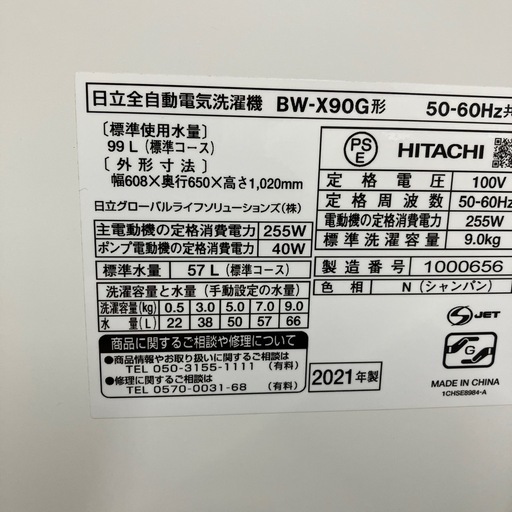 日立全自動電気洗濯機 BW-X90G形 50-60Hz共
〔標準使用水量〕
99 L (標準コース)
〔外形寸法〕
幅608×奥行650×高さ1,020mm
日立グローバルライフソリューションズ(株)
主電動機の定格消費電力 255W
ポンプ電動機の定格消費電力 40W
標準水量 57 L (標準コース)
洗濯容量と水量 (手動設定の水量)
洗濯容量(kg) 0.5 3.0 5.0 7.0 9.0
水量(L) 22 38 50 57 66
商品に関するご相談や修理について
●商品情報やお取り扱いに関するご相談
TEL 050-3155-1111 (有料)
●修理に関するご相談
TEL 0570-0031-68 (有料)
PS
E
HITACHI
定格電圧 100V
定格周波数 50-60Hz
電動機の定格消費電力 255W
標準洗濯容量 9.0kg
製造番号 1000656
色相 N (シャンパン)
2021年製
S JET
G
MADE IN CHINA
1CHSE8984-A